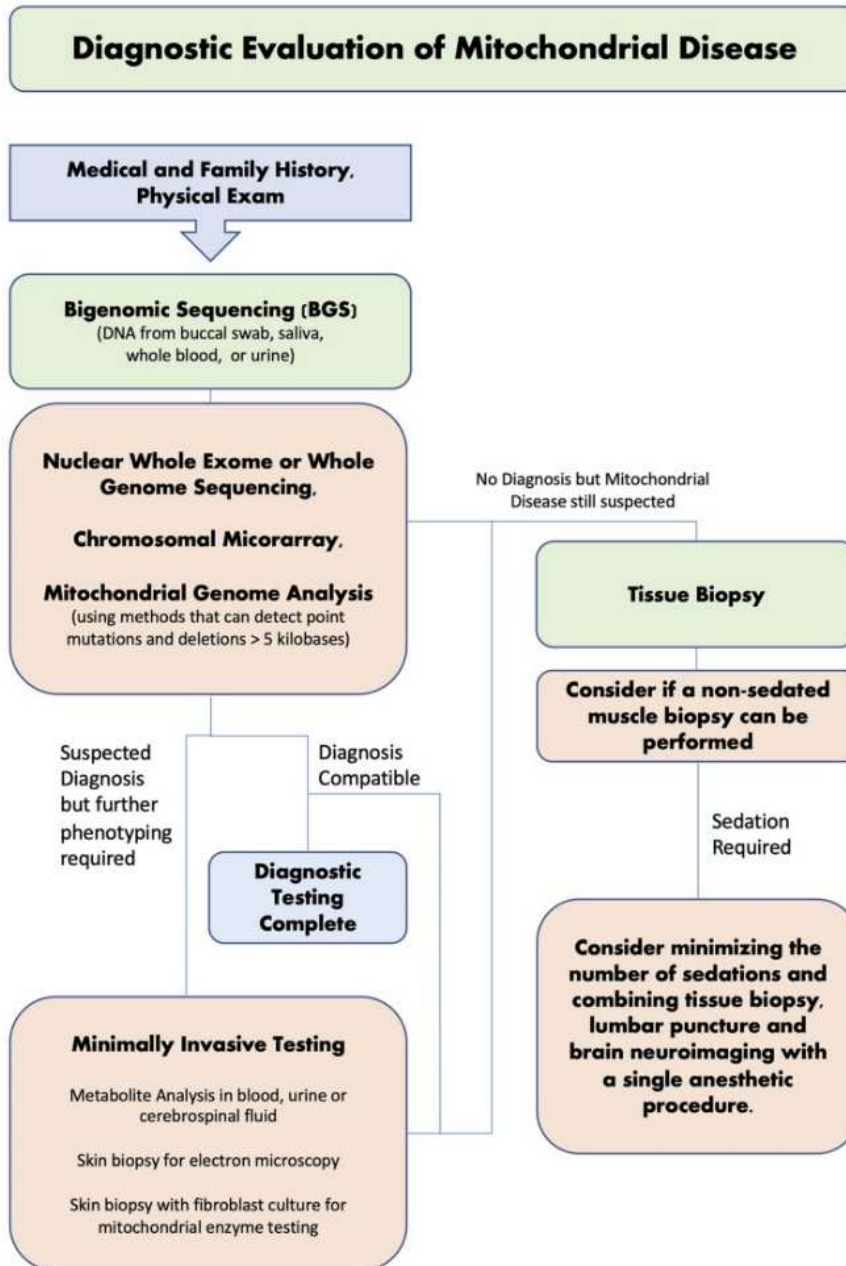 Diagnostic Evaluation of Mitochondrial Disease
Medical and Family History,
Physical Exam
Bigenomic Sequencing (BGS)
(DNA from buccal swab, saliva,
whole blood, or urine)
Nuclear Whole Exome or Whole
Genome Sequencing,
Chromosomal Micorarray,
Mitochondrial Genome Analysis
(using methods that can detect point
mutations and deletions > 5 kilobases)
No Diagnosis but Mitochondrial
Disease still suspected
Tissue Biopsy
Consider if a non-sedated
muscle biopsy can be
performed
Suspected
Diagnosis
but further
phenotyping
required
Diagnosis
Compatible
Sedation
Required
Diagnostic
Testing
Complete
Consider minimizing the
number of sedations and
combining tissue biopsy,
lumbar puncture and
brain neuroimaging with
a single anesthetic
procedure.
Minimally Invasive Testing
Metabolite Analysis in blood, urine or
cerebrospinal fluid
Skin biopsy for electron microscopy
Skin biopsy with fibroblast culture for
mitochondrial enzyme testing